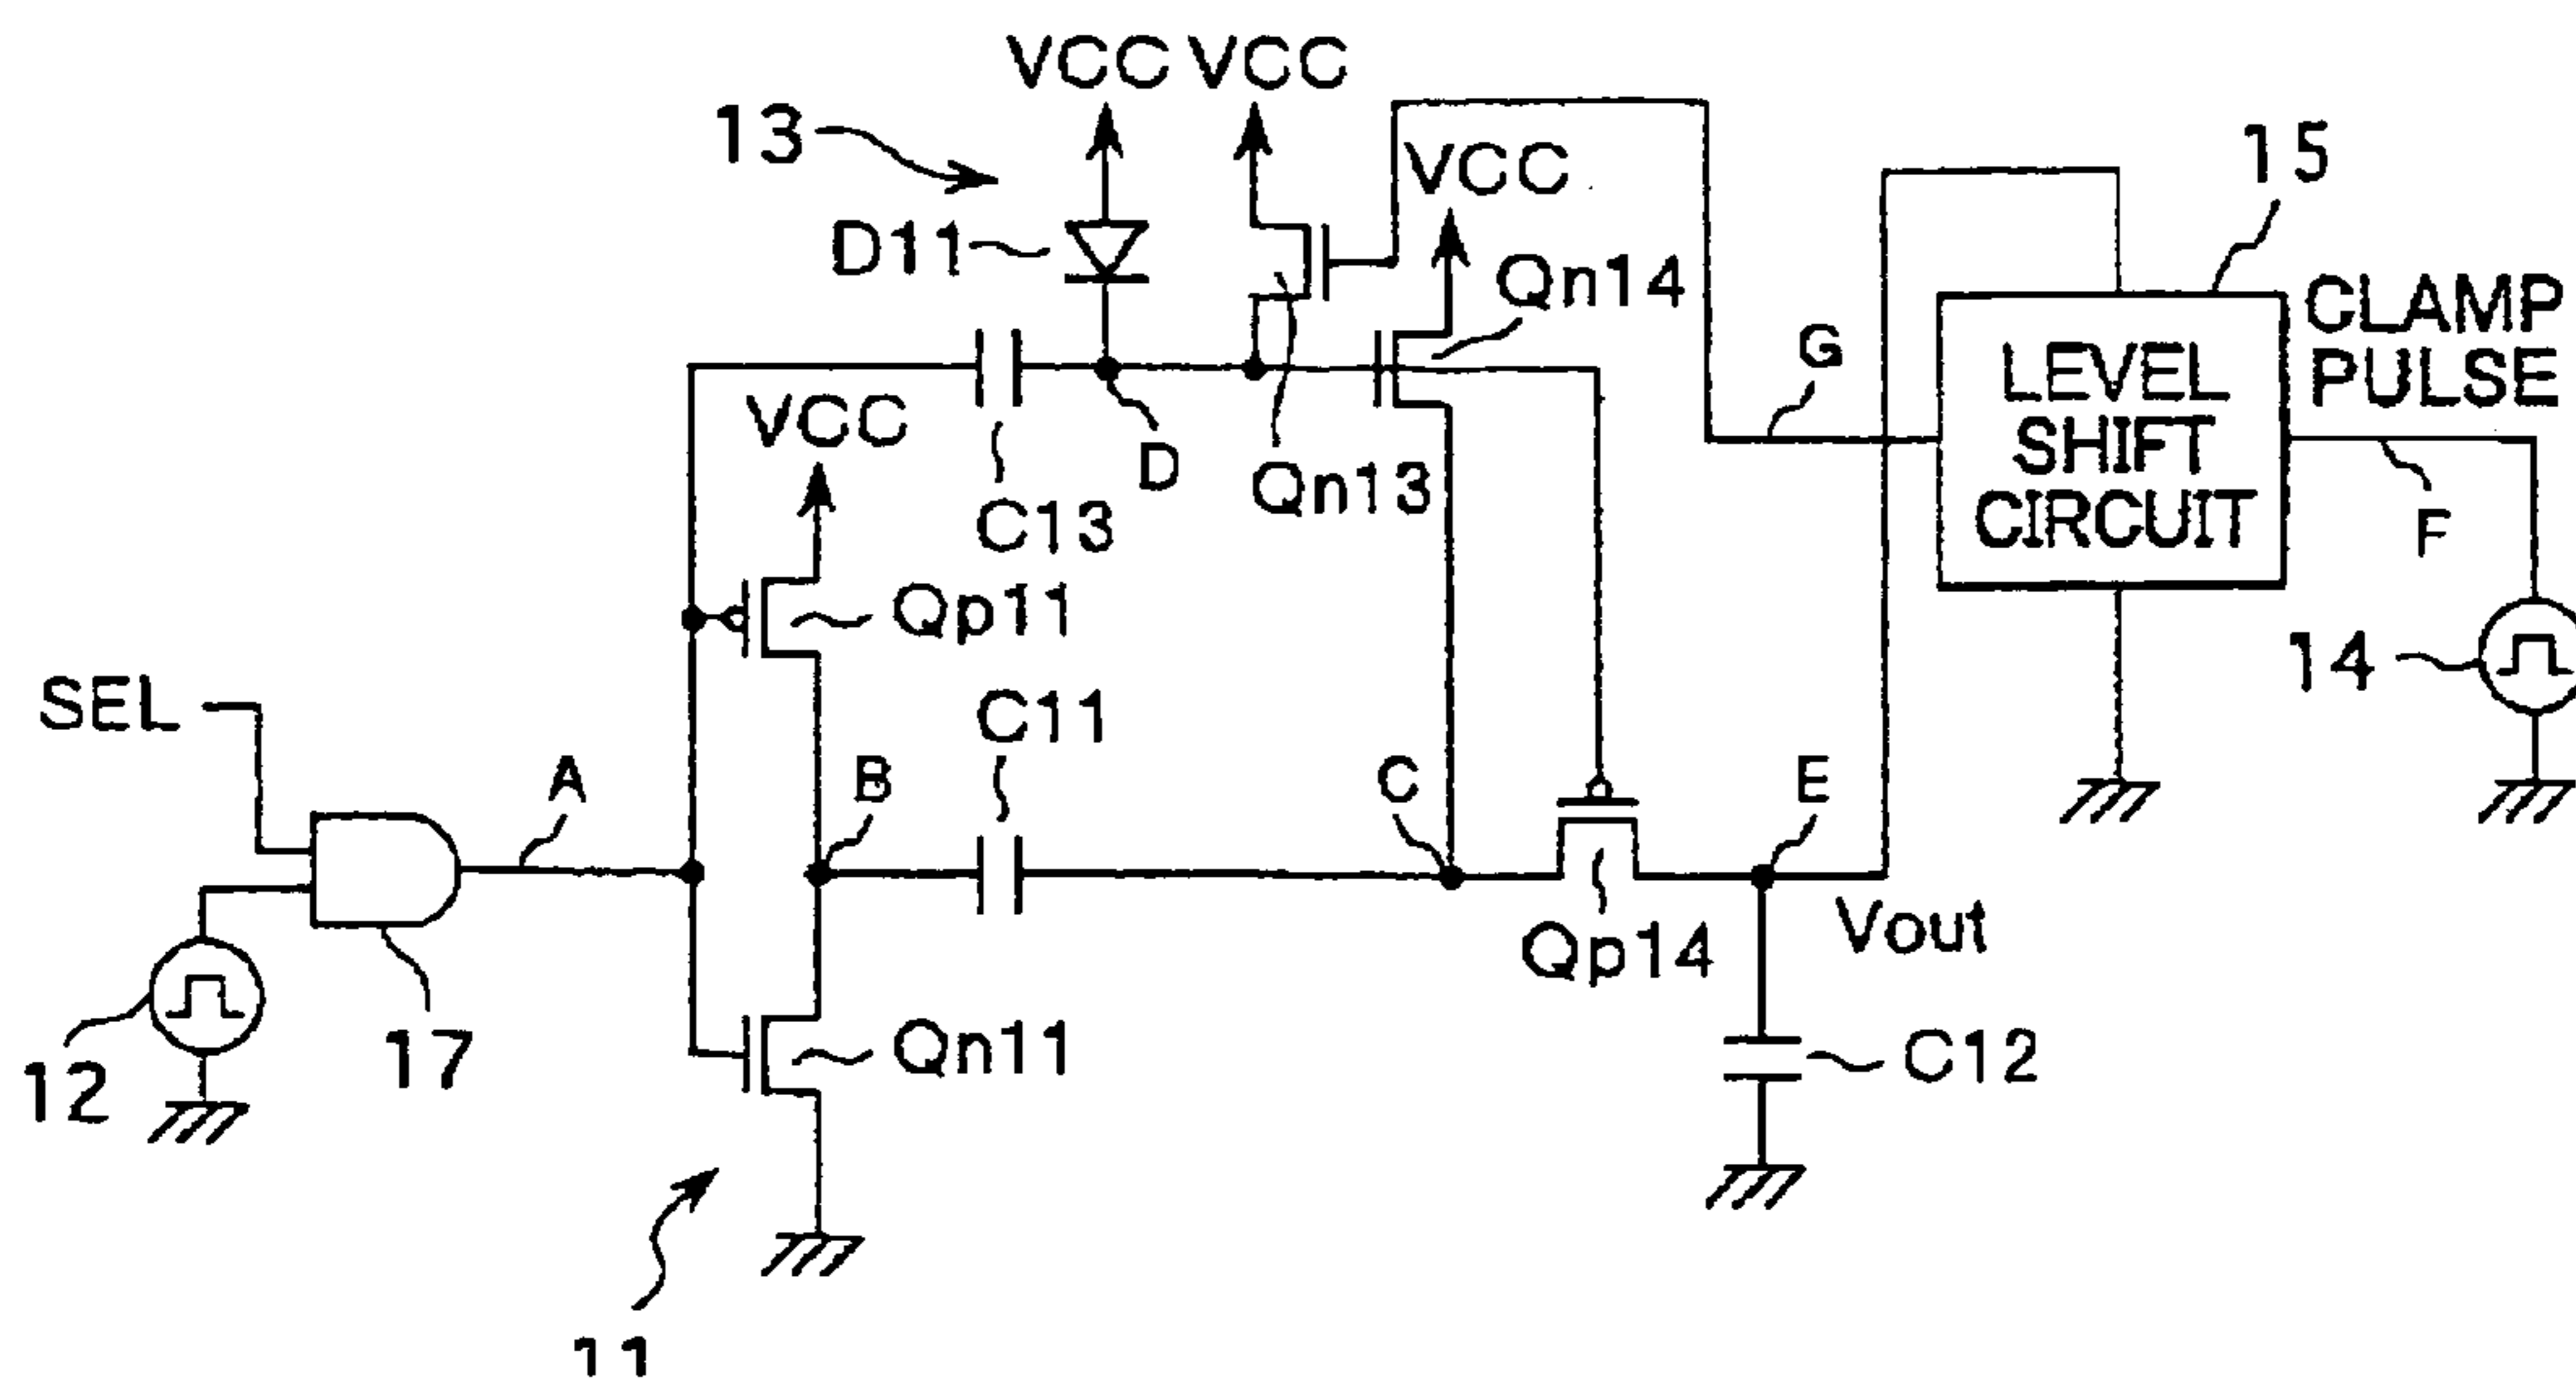 VCC VCC
13
VCC
15
D11
Qn14
CLAMP
PULSE
G
LEVEL
SHIFT
CIRCUIT
VCC
D
Qn13
C13
F
Qp11
14
SEL
C11
A
B
C
E
Vout
Qp14
12
17
Qn11
C12
11